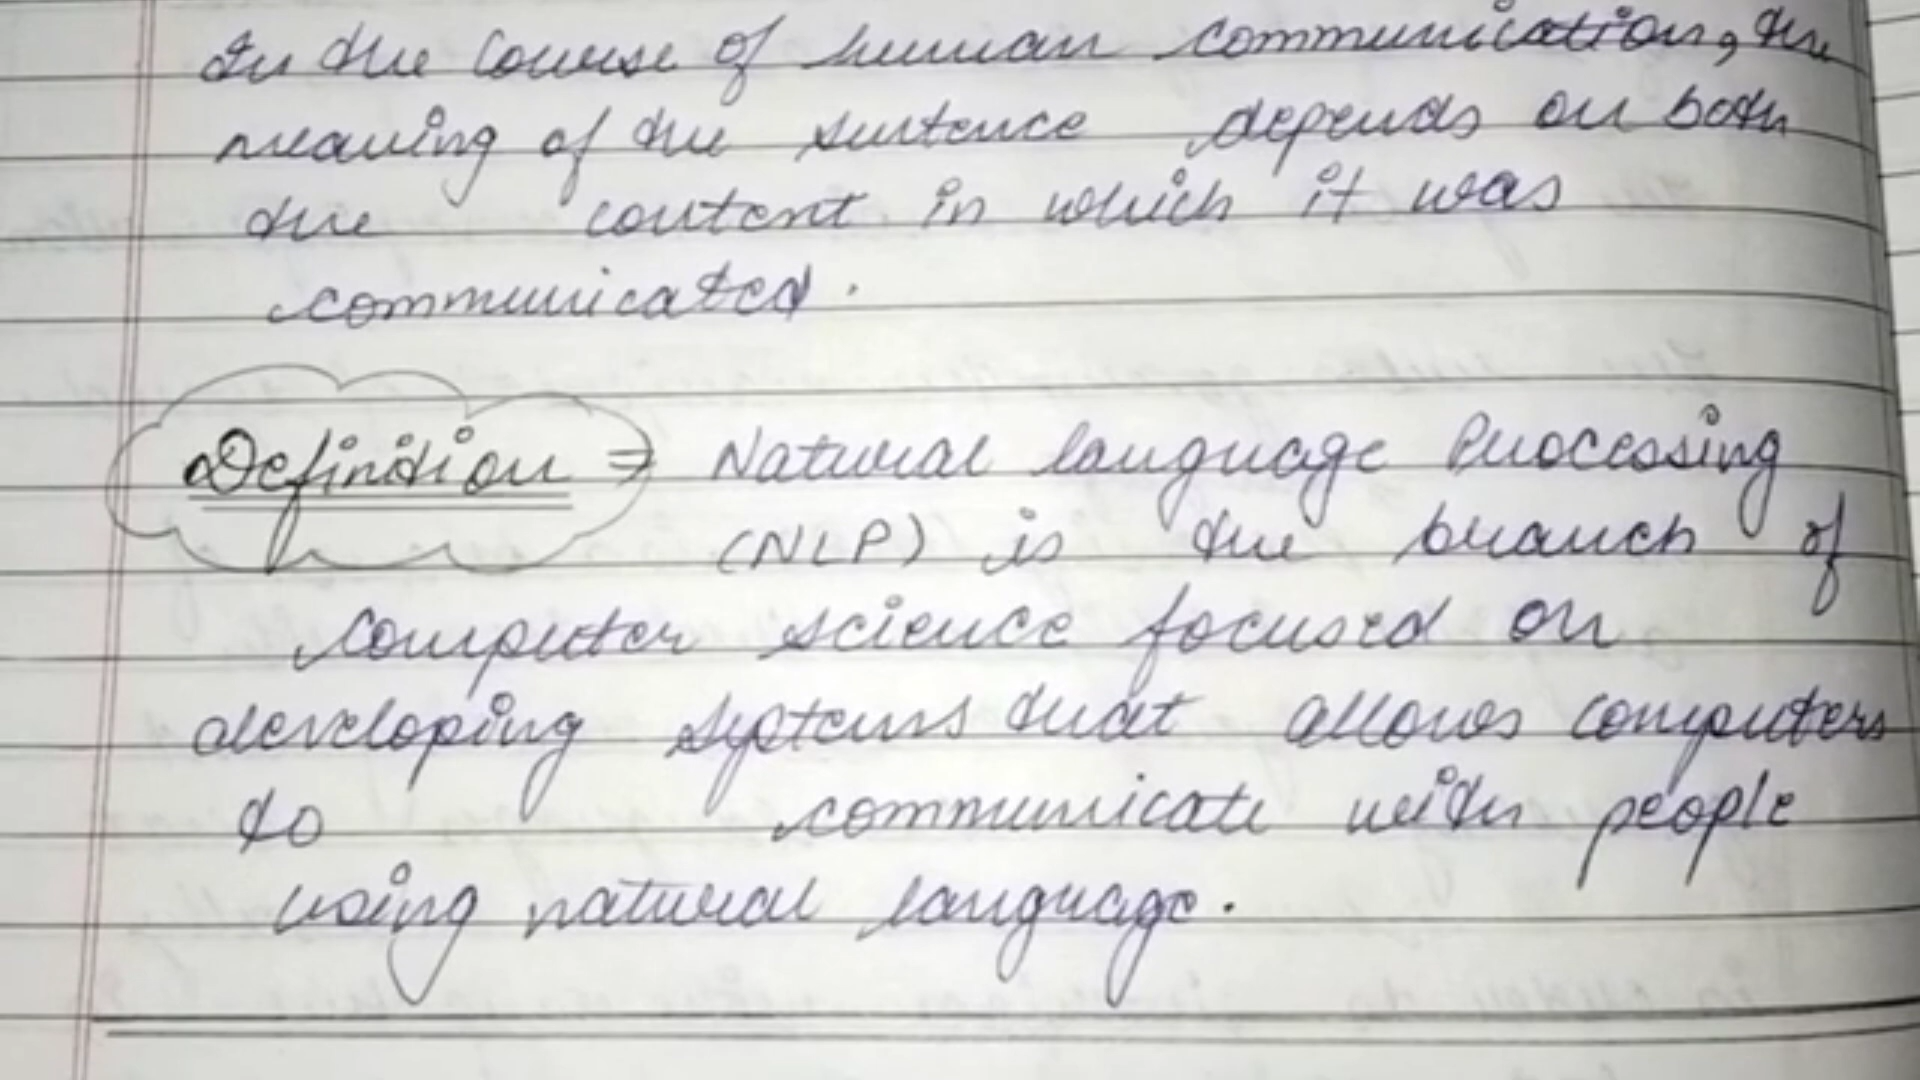 In the course of human communication, the
meaning of the sentence depends on both
the content in which it was
communicated.
Definition ⇒ Natural language Processing
(NLP) is the branch of
computer science focused on
developing systems that allows computers
to communicate with people
using natural language.